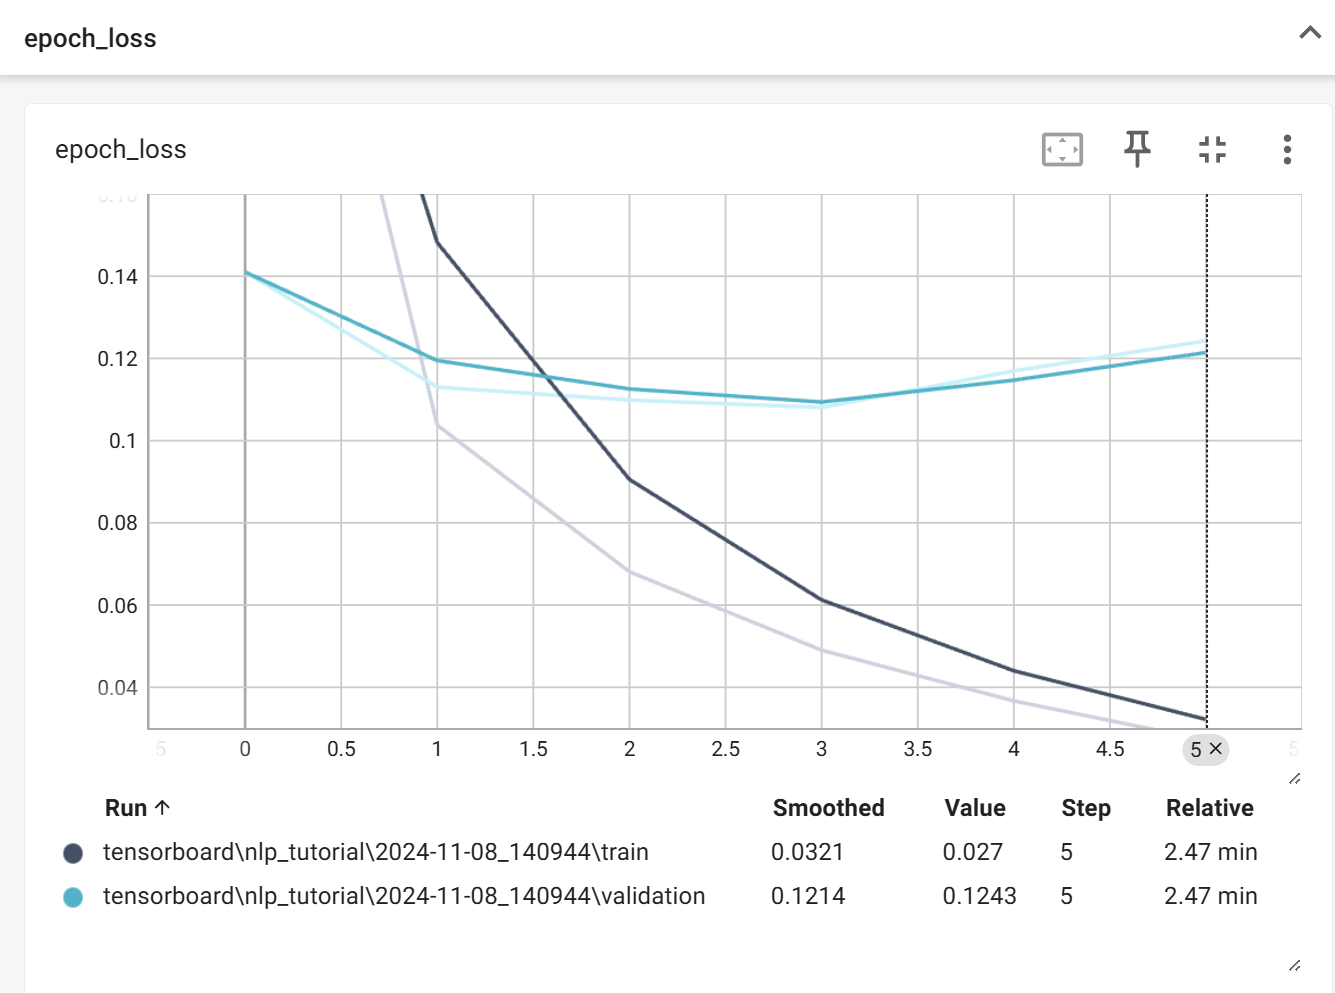 epoch_loss
epoch_loss
0.14
0.12
0.1
0.08
0.06
0.04
5 0 0.5 1 1.5 2 2.5 3 3.5 4 4.5 5 × 5
Run ↑ Smoothed Value Step Relative
tensorboard\nlp_tutorial\2024-11-08_140944\train 0.0321 0.027 5 2.47 min
tensorboard\nlp_tutorial\2024-11-08_140944\validation 0.1214 0.1243 5 2.47 min